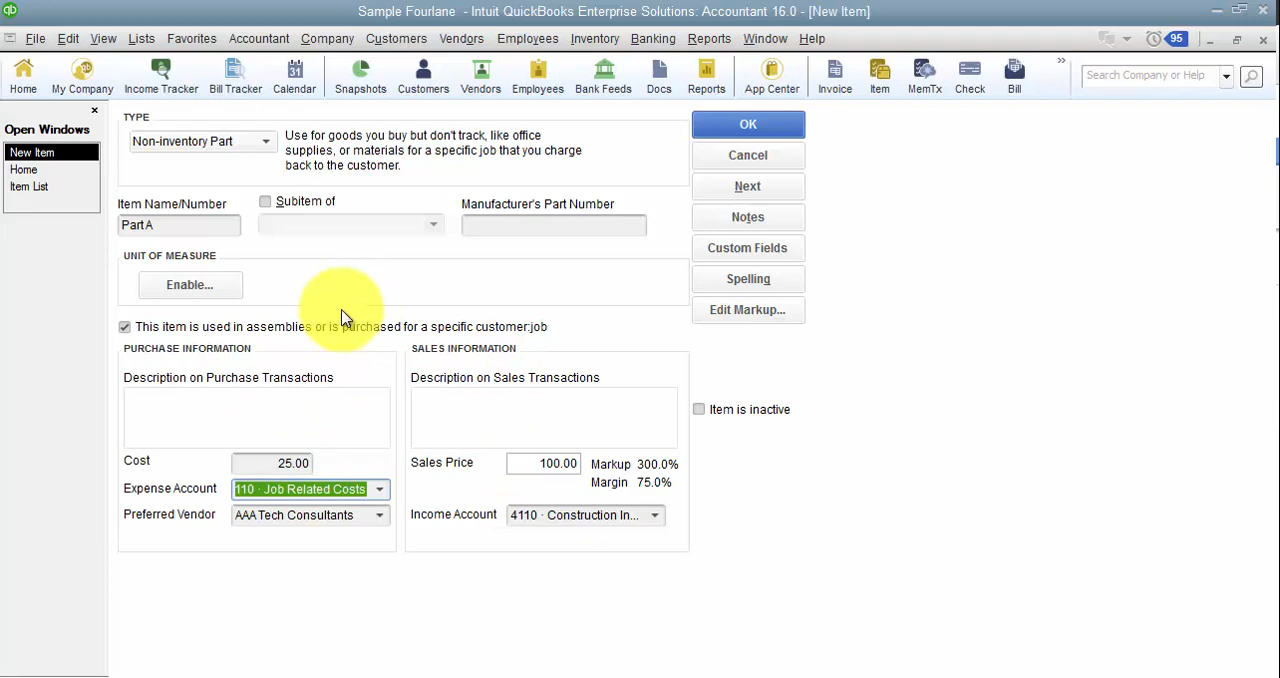 Sample Fourlane - Intuit QuickBooks Enterprise Solutions: Accountant 16.0 - [New Item]
File Edit View Lists Favorites Accountant Company Customers Vendors Employees Inventory Banking Reports Window Help 95
Home My Company Income Tracker Bill Tracker Calendar Snapshots Customers Vendors Employees Bank Feeds Docs Reports App Center Invoice Item MemTx Check Bill » Search Company or Help
Open Windows
New Item
Home
Item List
TYPE
Non-inventory Part
Use for goods you buy but don't track, like office
supplies, or materials for a specific job that you charge
back to the customer.
OK
Cancel
Next
Notes
Custom Fields
Spelling
Edit Markup...
Item Name/Number Subitem of Manufacturer's Part Number
Part A
UNIT OF MEASURE
Enable...
This item is used in assemblies or is purchased for a specific customer:job
PURCHASE INFORMATION
Description on Purchase Transactions
Cost 25.00
Expense Account 110 · Job Related Costs
Preferred Vendor AAA Tech Consultants
SALES INFORMATION
Description on Sales Transactions
Sales Price 100.00 Markup 300.0%
Margin 75.0%
Income Account 4110 · Construction In...
Item is inactive